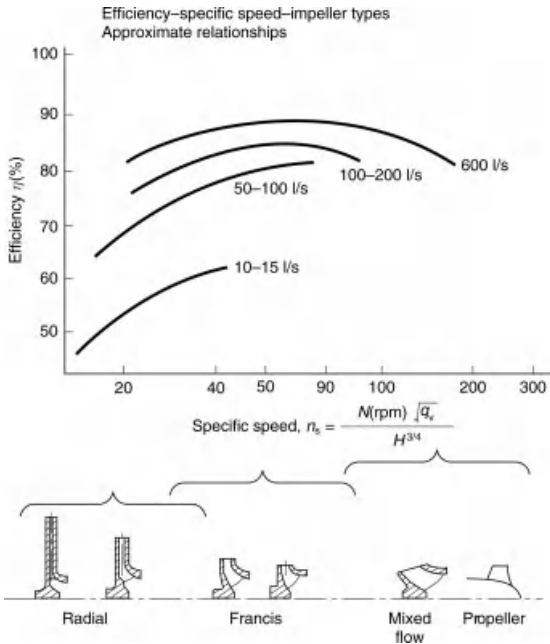 Efficiency–specific speed–impeller types
Approximate relationships
100
90
80
70
60
50
Efficiency η(%)
600 l/s
100–200 l/s
50–100 l/s
10–15 l/s
20 40 50 90 100 200 300
Specific speed, nₛ = N(rpm) √qᵥ / H^3/4
Radial Francis Mixed flow Propeller